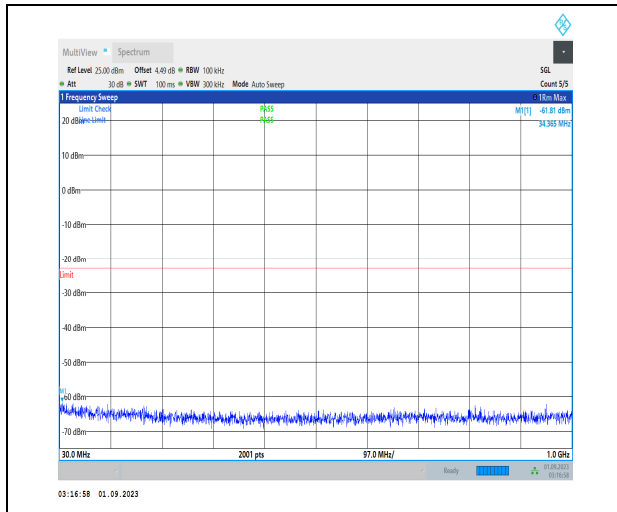 MultiView Spectrum
Ref Level 25.00 dBm Offset 4.49 dB RBW 100 kHz SGL
Att 30 dB SWT 100 ms VBW 300 kHz Mode Auto Sweep Count 5/5
1 Frequency Sweep 1Rm Max
Limit Check PASS M1[1] -61.81 dBm
20 dBm Line Limit PASS 34.365 MHz
10 dBm
0 dBm
-10 dBm
-20 dBm
Limit
-30 dBm
-40 dBm
-50 dBm
M1
-60 dBm
-70 dBm
30.0 MHz 2001 pts 97.0 MHz/ 1.0 GHz
Ready 01.09.2023
03:16:58
03:16:58 01.09.2023